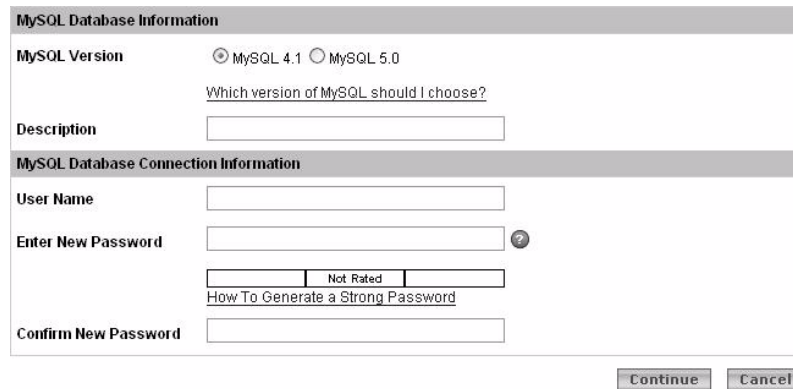 MySQL Database Information
MySQL Version MySQL 4.1 MySQL 5.0
Which version of MySQL should I choose?
Description
MySQL Database Connection Information
User Name
Enter New Password ?
Not Rated
How To Generate a Strong Password
Confirm New Password
Continue Cancel